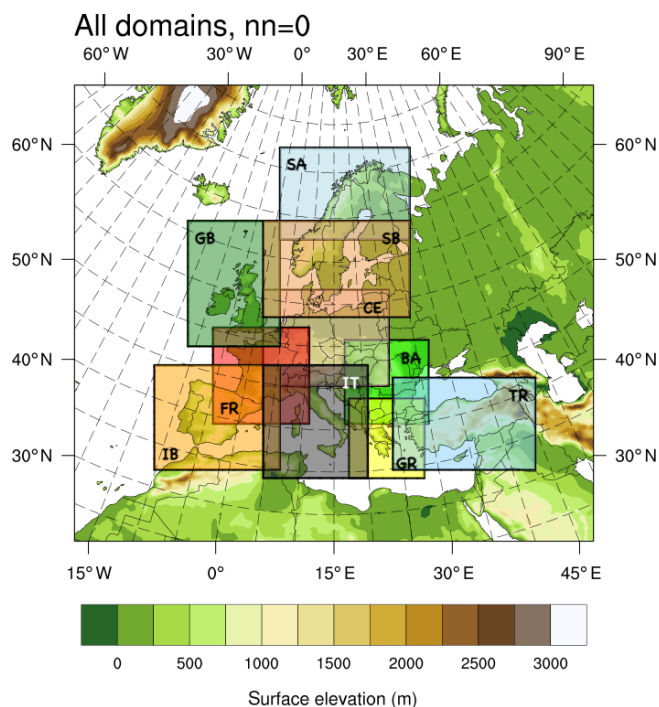 All domains, nn=0
60°W 30°W 0° 30°E 60°E 90°E
60°N 60°N
SA
GB SB
50°N 50°N
CE
40°N BA 40°N
IT
FR TR
IB GR
30°N 30°N
15°W 0° 15°E 30°E 45°E
0 500 1000 1500 2000 2500 3000
Surface elevation (m)